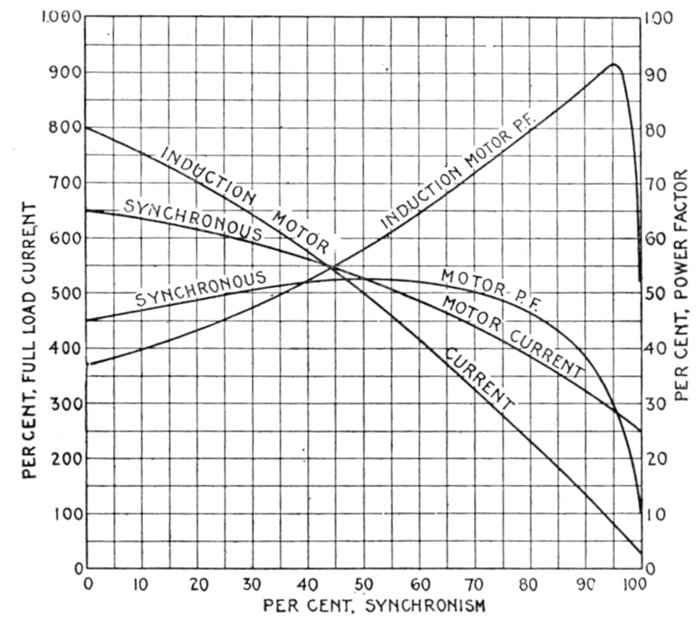 1.000
900
800
700
600
500
400
300
200
100
0
PER CENT, FULL LOAD CURRENT
100
90
80
70
60
50
40
30
20
10
0
PER CENT, POWER FACTOR
INDUCTION MOTOR
CURRENT
INDUCTION MOTOR P.F.
SYNCHRONOUS
MOTOR CURRENT
SYNCHRONOUS
MOTOR P.F.
0 10 20 30 40 50 60 70 80 90 100
PER CENT, SYNCHRONISM